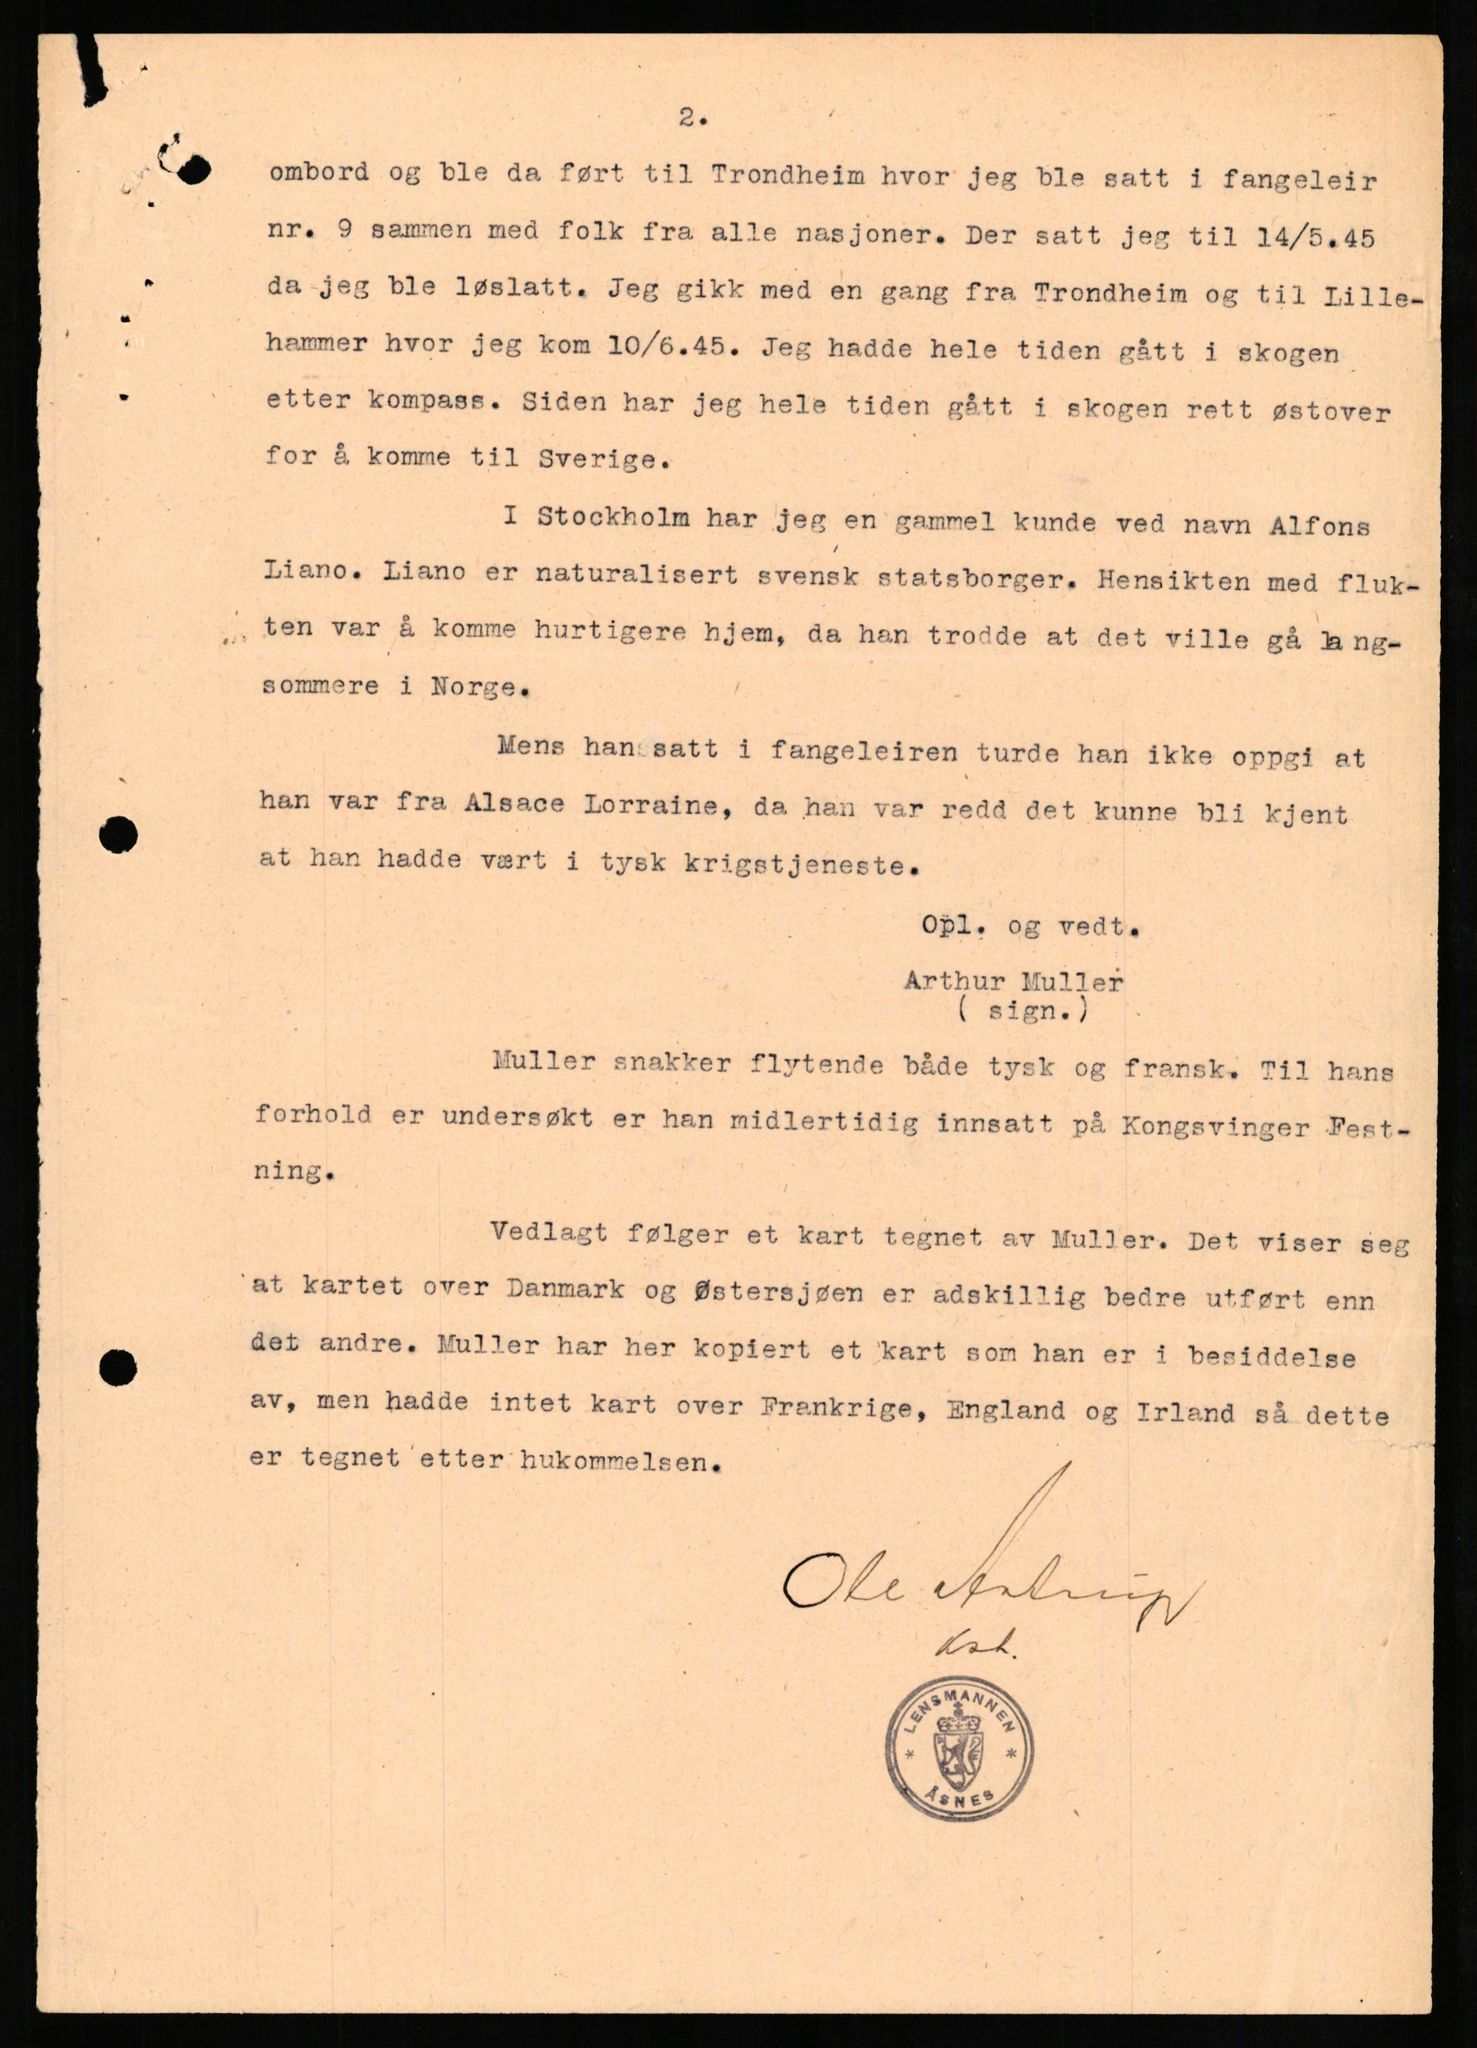 2.
ombord og ble da ført til Trondheim hvor jeg ble satt i fangeleir
nr. 9 sammen med folk fra alle nasjoner. Der satt jeg til 14/5.45
da jeg ble løslatt. Jeg gikk med en gang fra Trondheim og til Lille-
hammer hvor jeg kom 10/6.45. Jeg hadde hele tiden gått i skogen
etter kompass. Siden har jeg hele tiden gått i skogen rett østover
for å komme til Sverige.
I Stockholm har jeg en gammel kunde ved navn Alfons
Liano. Liano er naturalisert svensk statsborger. Hensikten med fluk-
ten var å komme hurtigere hjem, da han trodde at det ville gå lang-
sommere i Norge.
Mens han satt i fangeleiren turde han ikke oppgi at
han var fra Alsace Lorraine, da han var redd det kunne bli kjent
at han hadde vært i tysk krigstjeneste.
Opl. og vedt.
Arthur Muller
( sign.)
Muller snakker flytende både tysk og fransk. Til hans
forhold er undersøkt er han midlertidig innsatt på Kongsvinger Fest-
ning.
Vedlagt følger et kart tegnet av Muller. Det viser seg
at kartet over Danmark og Østersjøen er adskillig bedre utført enn
det andre. Muller har her kopiert et kart som han er i besiddelse
av, men hadde intet kart over Frankrige, England og Irland så dette
er tegnet etter hukommelsen.
Ole Astrup
kst.
* LENSMANNEN *
ÅSNES